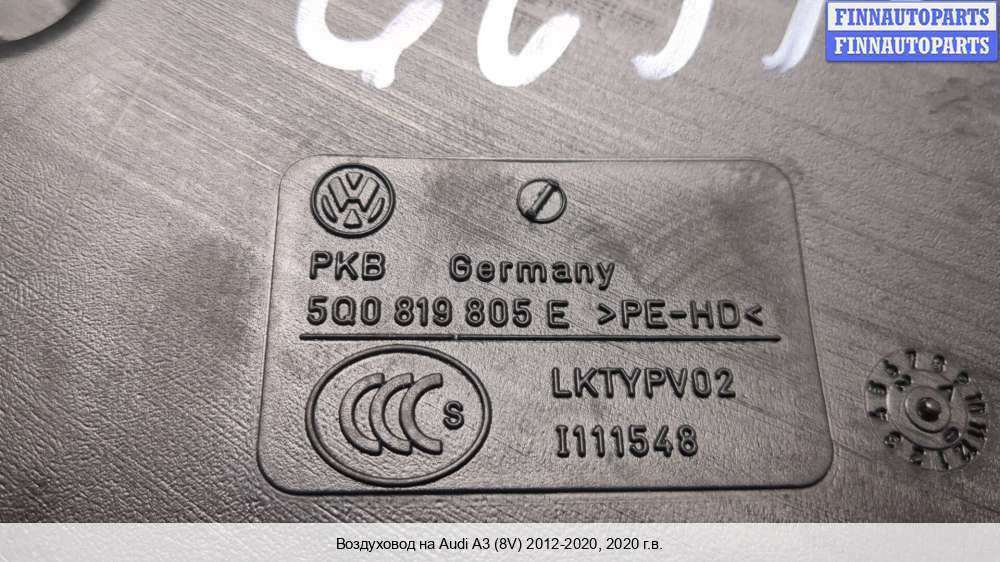 FINNAUTOPARTS
FINNAUTOPARTS
PKB Germany
5Q0 819 805 E >PE-HD<
LKTYPV02
I111548
CCC S
Воздуховод на Audi A3 (8V) 2012-2020, 2020 г.в.